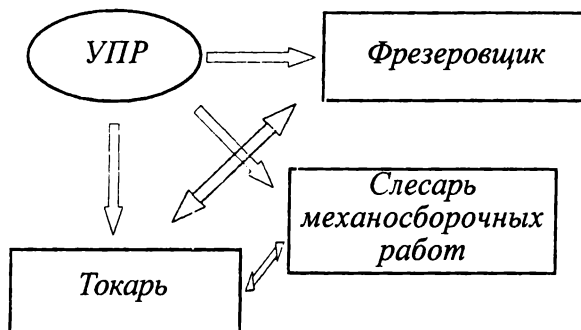 УПР
Фрезеровщик
Слесарь
механосборочных
работ
Токарь